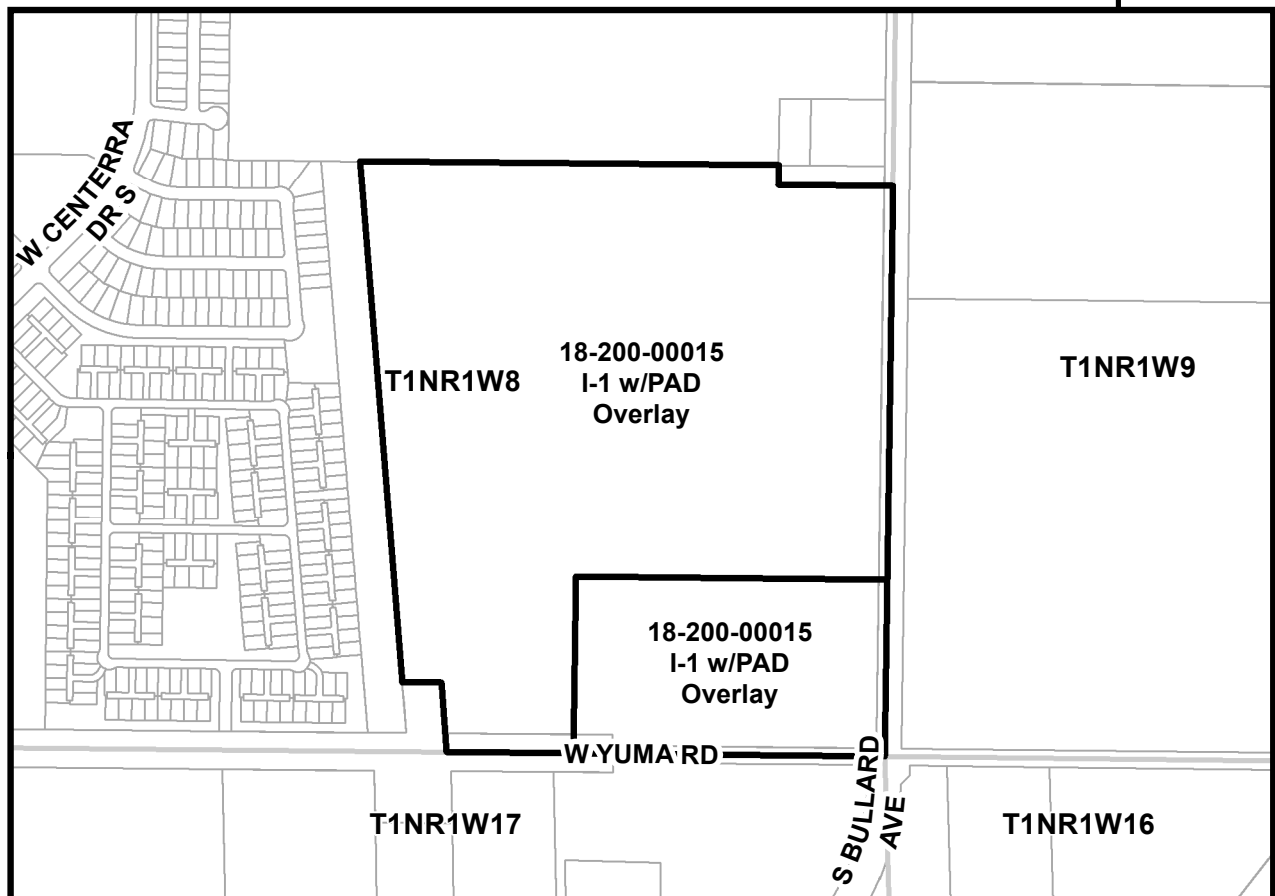 W CENTERRA
DR S
18-200-00015
I-1 w/PAD
Overlay
T1NR1W8
T1NR1W9
18-200-00015
I-1 w/PAD
Overlay
W YUMA RD
S BULLARD
AVE
T1NR1W17
T1NR1W16